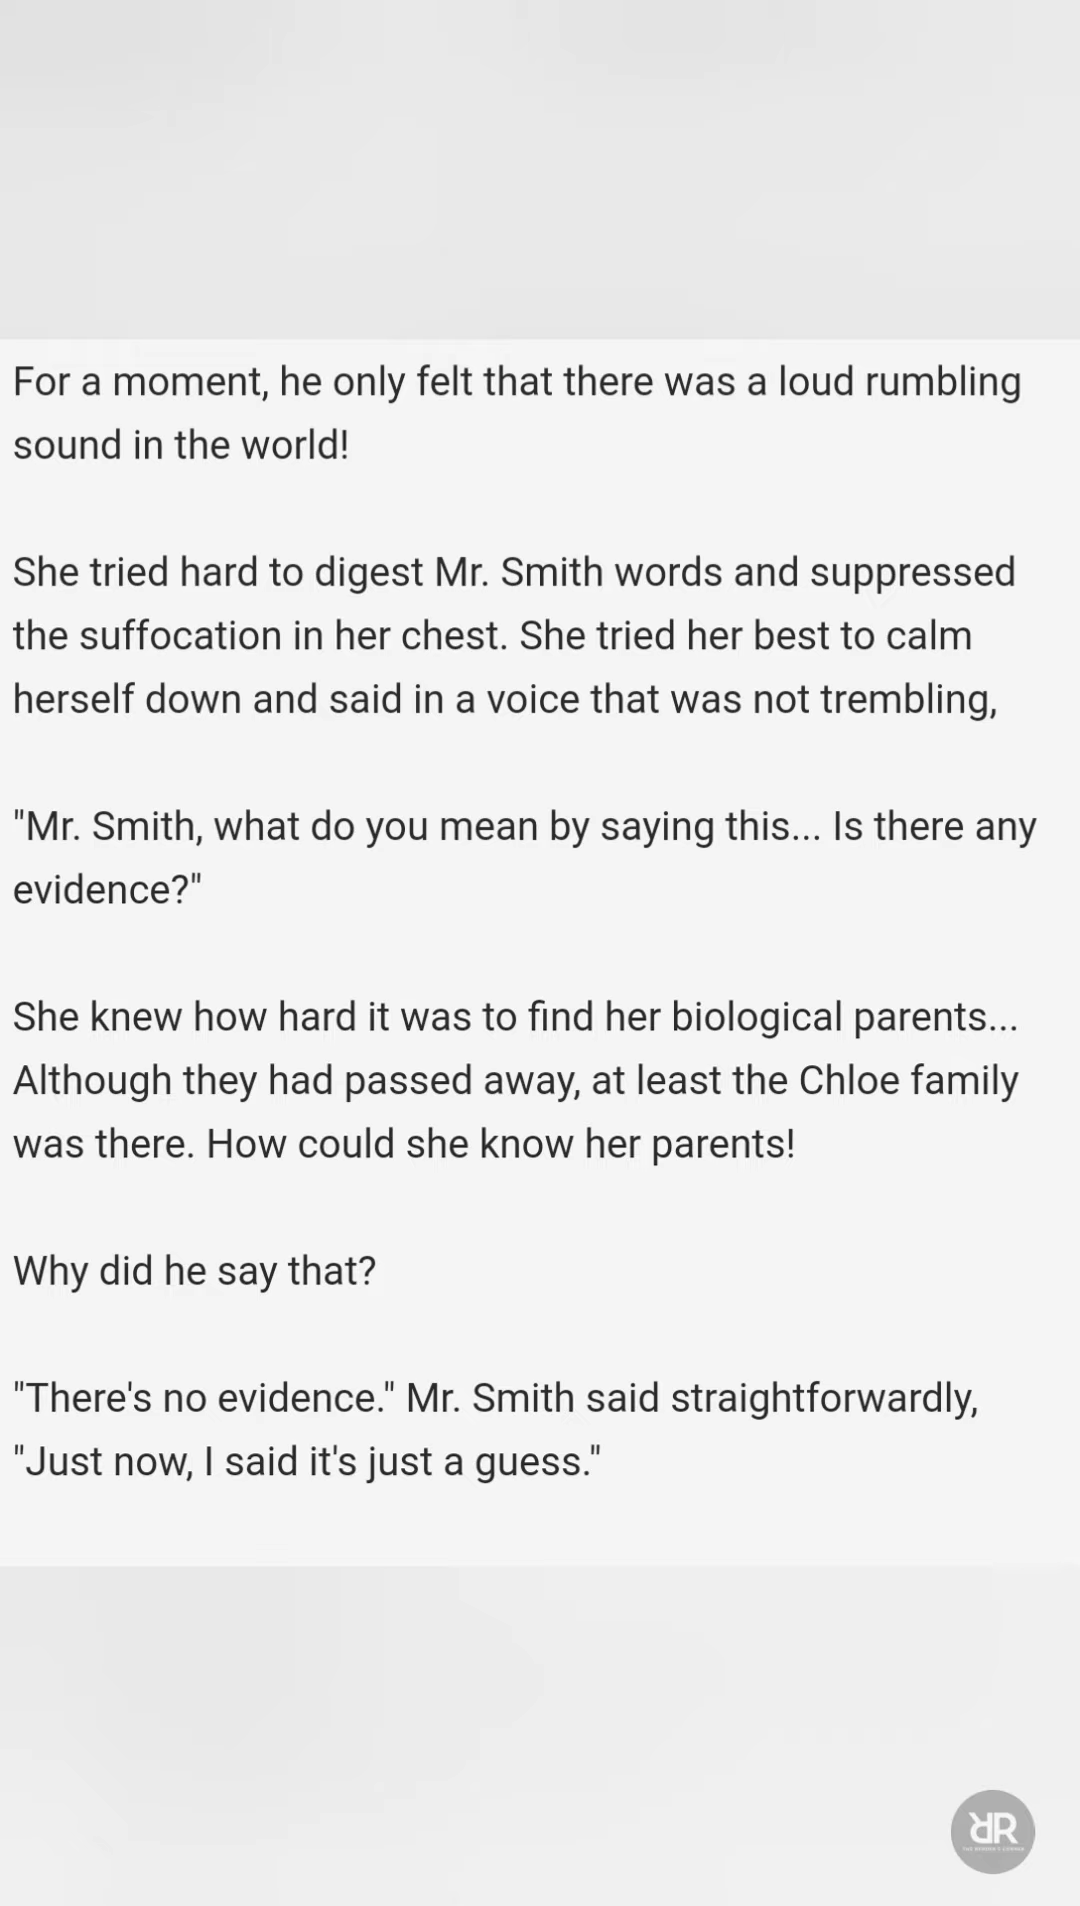 For a moment, he only felt that there was a loud rumbling
sound in the world!
She tried hard to digest Mr. Smith words and suppressed
the suffocation in her chest. She tried her best to calm
herself down and said in a voice that was not trembling,
"Mr. Smith, what do you mean by saying this... Is there any
evidence?"
She knew how hard it was to find her biological parents...
Although they had passed away, at least the Chloe family
was there. How could she know her parents!
Why did he say that?
"There's no evidence." Mr. Smith said straightforwardly,
"Just now, I said it's just a guess."
RR
THE READER'S CORNER